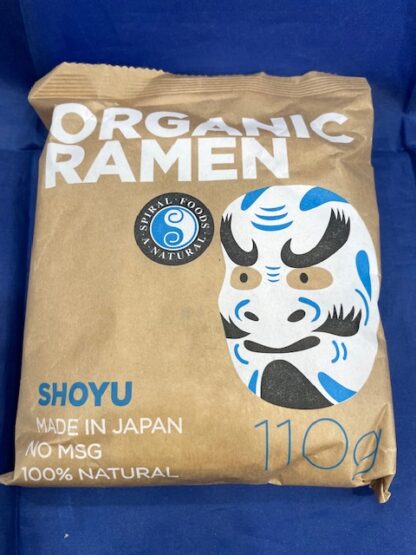 ORGANIC
RAMEN
SPIRAL · FOODS
· A · NATURAL ·
SHOYU
MADE IN JAPAN
NO MSG
100% NATURAL
110g